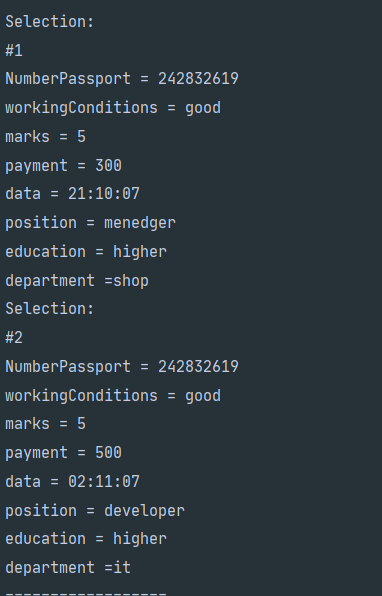 Selection:
#1
NumberPassport = 242832619
workingConditions = good
marks = 5
payment = 300
data = 21:10:07
position = menedger
education = higher
department =shop
Selection:
#2
NumberPassport = 242832619
workingConditions = good
marks = 5
payment = 500
data = 02:11:07
position = developer
education = higher
department =it
------------------